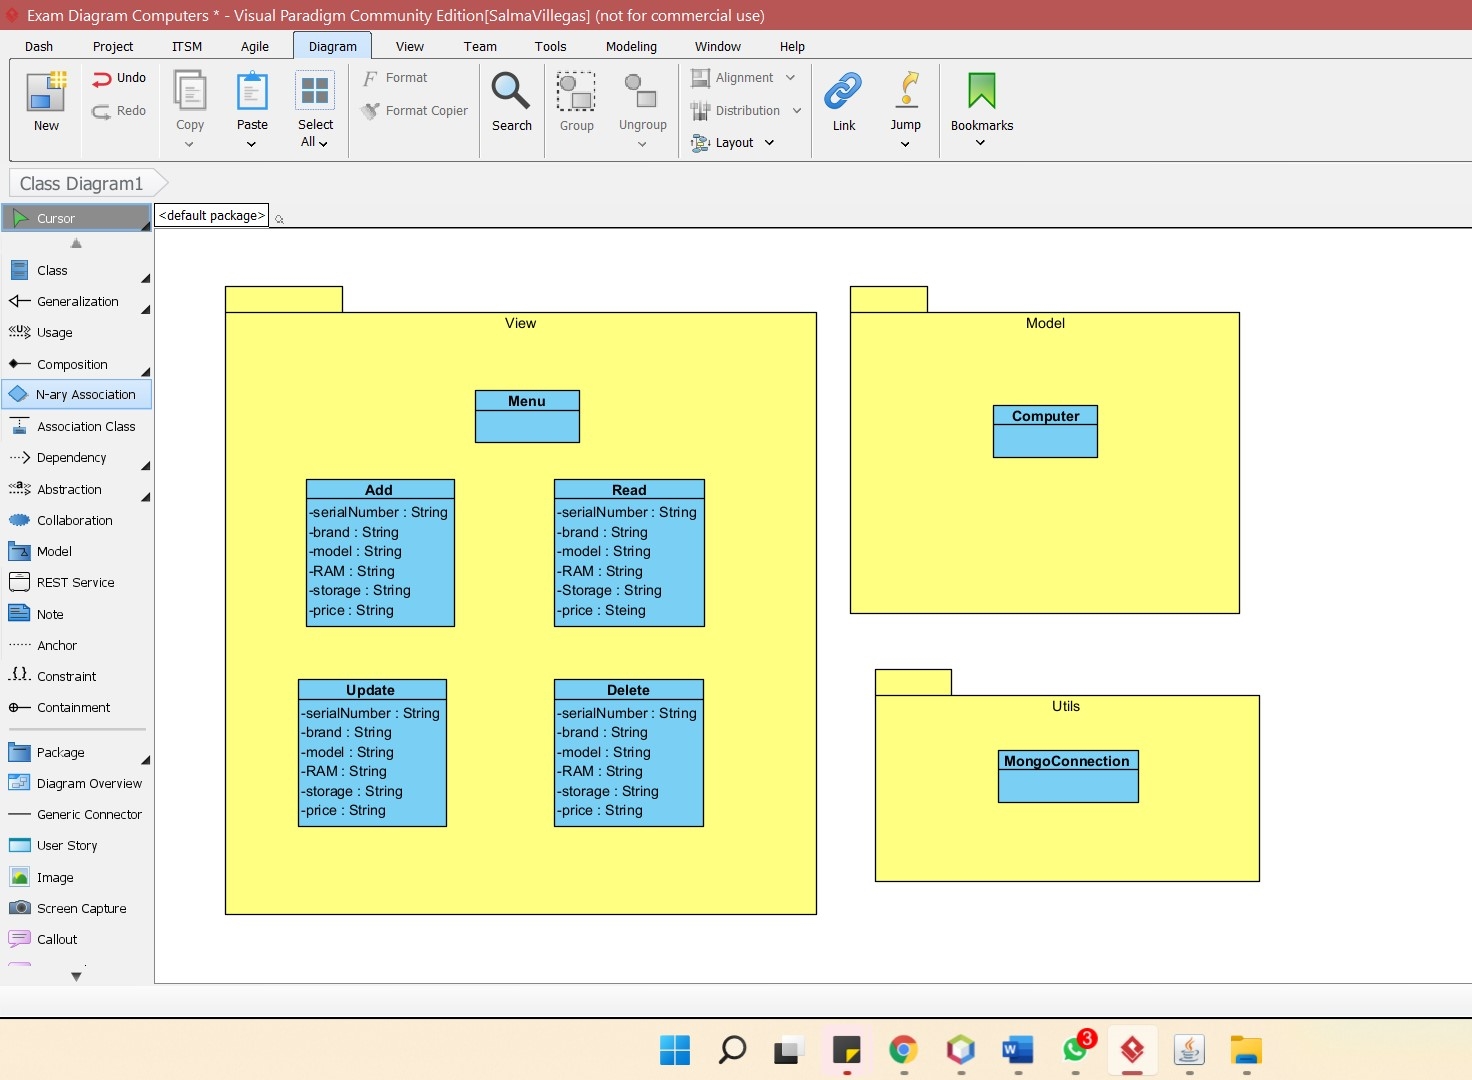 Exam Diagram Computers * - Visual Paradigm Community Edition[SalmaVillegas] (not for commercial use)
Dash Project ITSM Agile Diagram View Team Tools Modeling Window Help
New
Undo
Redo
Copy
Paste
Select
All
Format
Format Copier
Search
Group
Ungroup
Alignment
Distribution
Layout
Link
Jump
Bookmarks
Class Diagram1
Cursor
<default package>
Class
Generalization
Usage
Composition
N-ary Association
Association Class
Dependency
Abstraction
Collaboration
Model
REST Service
Note
Anchor
Constraint
Containment
Package
Diagram Overview
Generic Connector
User Story
Image
Screen Capture
Callout
View
Menu
Add
-serialNumber : String
-brand : String
-model : String
-RAM : String
-storage : String
-price : String
Read
-serialNumber : String
-brand : String
-model : String
-RAM : String
-Storage : String
-price : Steing
Update
-serialNumber : String
-brand : String
-model : String
-RAM : String
-storage : String
-price : String
Delete
-serialNumber : String
-brand : String
-model : String
-RAM : String
-storage : String
-price : String
Model
Computer
Utils
MongoConnection
3